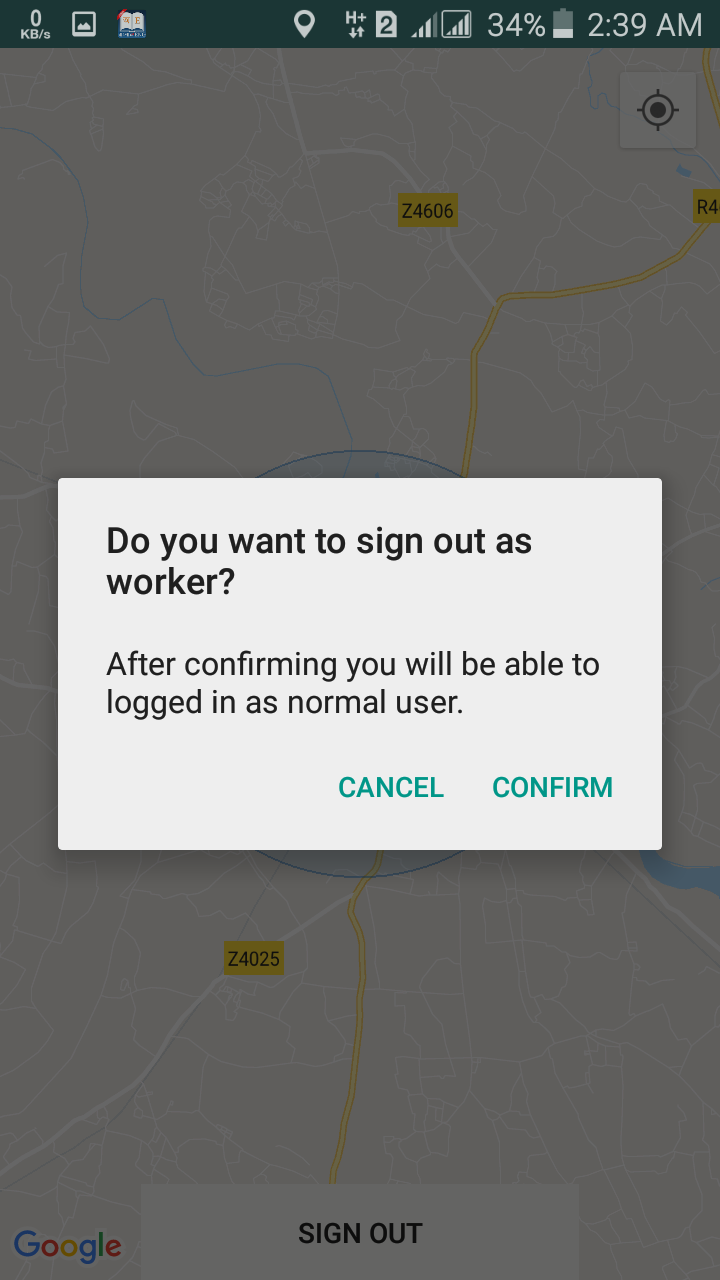 0
KB/s
H+
2
34%
2:39 AM
Z4606
R4
Do you want to sign out as
worker?
After confirming you will be able to
logged in as normal user.
CANCEL
CONFIRM
Z4025
SIGN OUT
Google